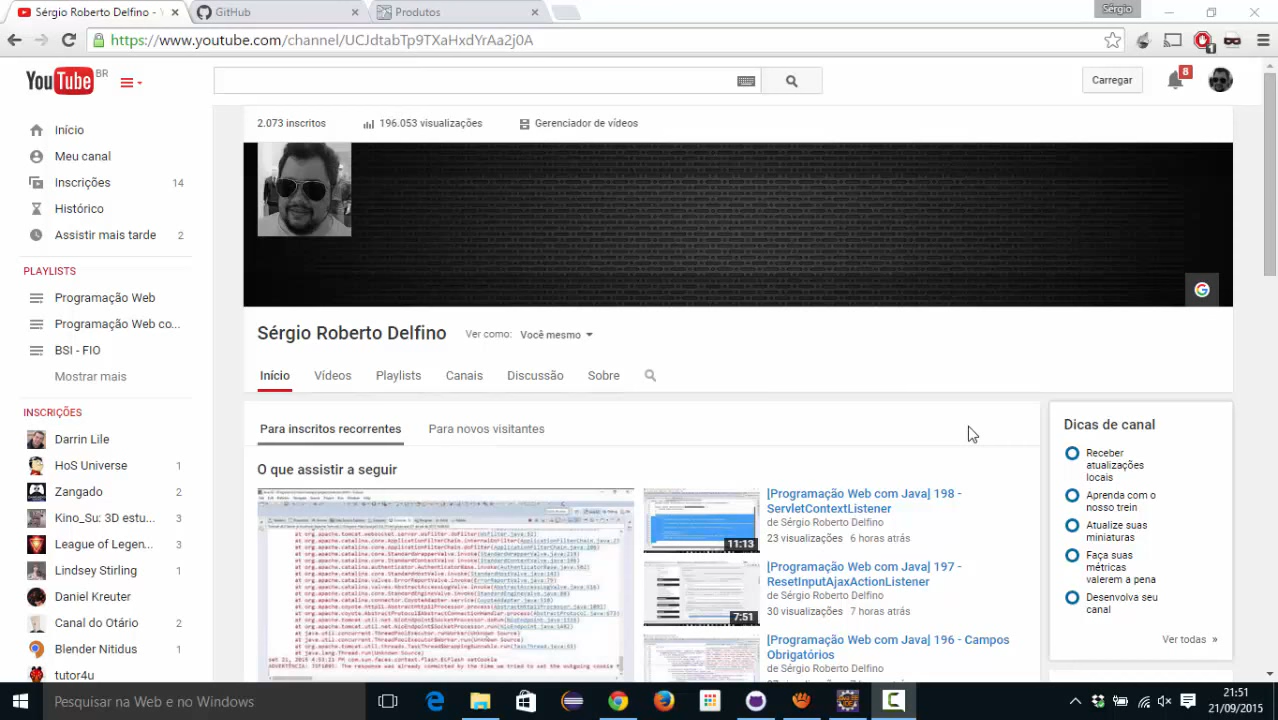 Sérgio Roberto Delfino -
GitHub
Produtos
Sérgio
https://www.youtube.com/channel/UCJdtabTp9TXaHxdYrAa2j0A
YouTube BR
Carregar
8
Início
Meu canal
Inscrições 14
Histórico
Assistir mais tarde 2
PLAYLISTS
Programação Web
Programação Web co...
BSI - FIO
Mostrar mais
INSCRIÇÕES
Darrin Lile
HoS Universe 1
Zangado 2
Kino_Su: 3D estu... 3
League of Legen... 3
Lindsey Stirling 1
Daniel Kreuter 1
Canal do Otário 2
Blender Nitidus 1
tutor4u
2.073 inscritos
196.053 visualizações
Gerenciador de vídeos
Sérgio Roberto Delfino
Ver como: Você mesmo
Início Vídeos Playlists Canais Discussão Sobre
Para inscritos recorrentes Para novos visitantes
O que assistir a seguir
[Programação Web com Java] 198 -
ServletContextListener
de Sérgio Roberto Delfino
23 visualizações 6 horas atrás
11:13
[Programação Web com Java] 197 -
ResetInputAjaxActionListener
de Sérgio Roberto Delfino
30 visualizações 7 horas atrás
7:51
[Programação Web com Java] 196 - Campos
Obrigatórios
de Sérgio Roberto Delfino
Dicas de canal
Receber
atualizações
locais
Aprenda com o
nosso trein
Atualize suas
miniaturas
Faça suas
métricas
valerem a pena
Desenvolve seu
canal
Ver todas »
Pesquisar na Web e no Windows
21:51
21/09/2015